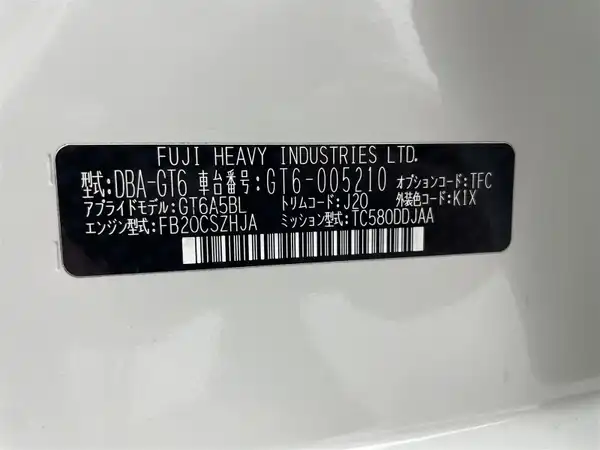 FUJI HEAVY INDUSTRIES LTD.
型式:DBA-GT6 車台番号:GT6-005210 オプションコード:TFC
アプライドモデル:GT6A5BL トリムコード:J20 外装色コード:K1X
エンジン型式:FB20CSZHJA ミッション型式:TC580DDJAA